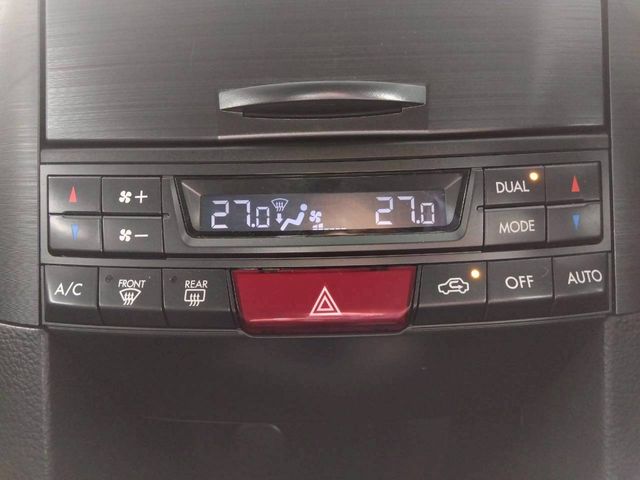 DUAL
27.0 27.0
MODE
A/C FRONT REAR OFF AUTO